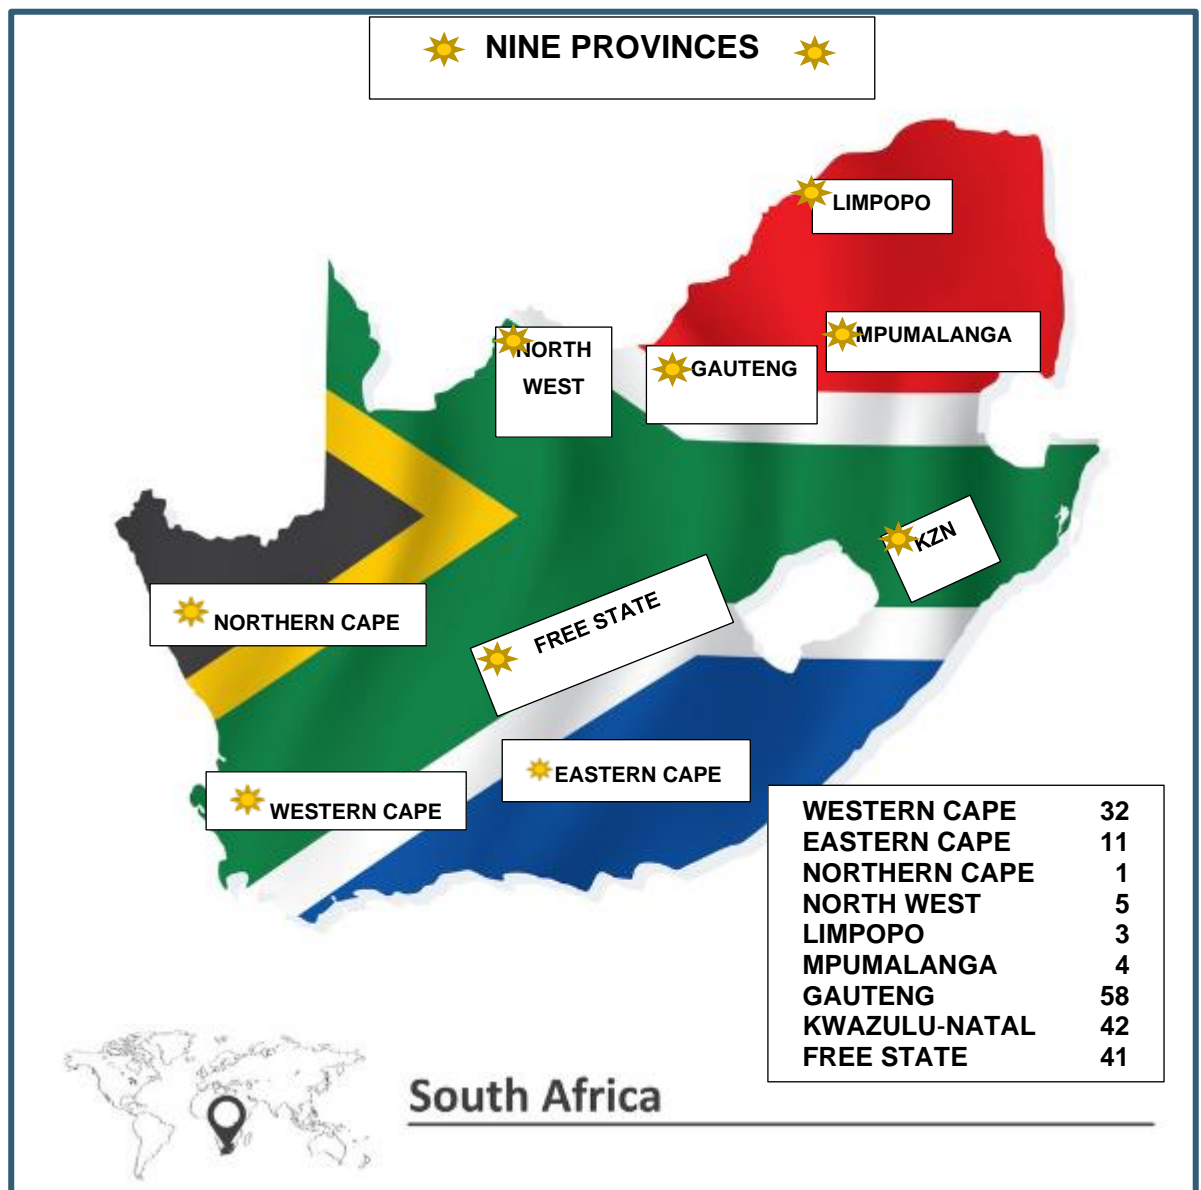 NINE PROVINCES
LIMPOPO
MPUMALANGA
NORTH
WEST
GAUTENG
KZN
FREE STATE
NORTHERN CAPE
EASTERN CAPE
WESTERN CAPE
WESTERN CAPE 32
EASTERN CAPE 11
NORTHERN CAPE 1
NORTH WEST 5
LIMPOPO 3
MPUMALANGA 4
GAUTENG 58
KWAZULU-NATAL 42
FREE STATE 41
South Africa